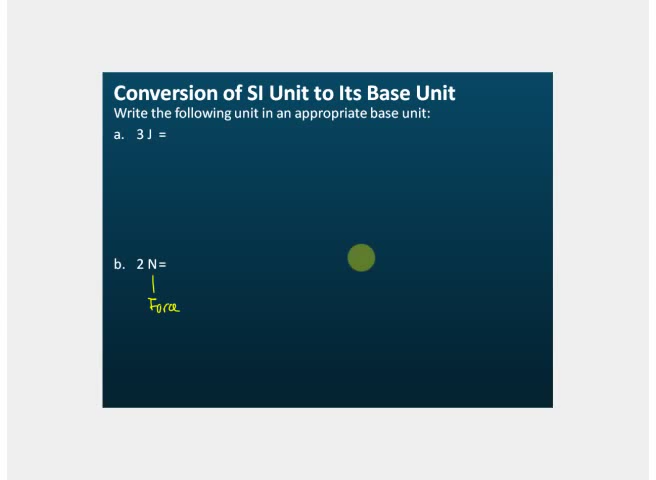 Conversion of SI Unit to Its Base Unit
Write the following unit in an appropriate base unit:
a. 3 J =
b. 2 N=
Force